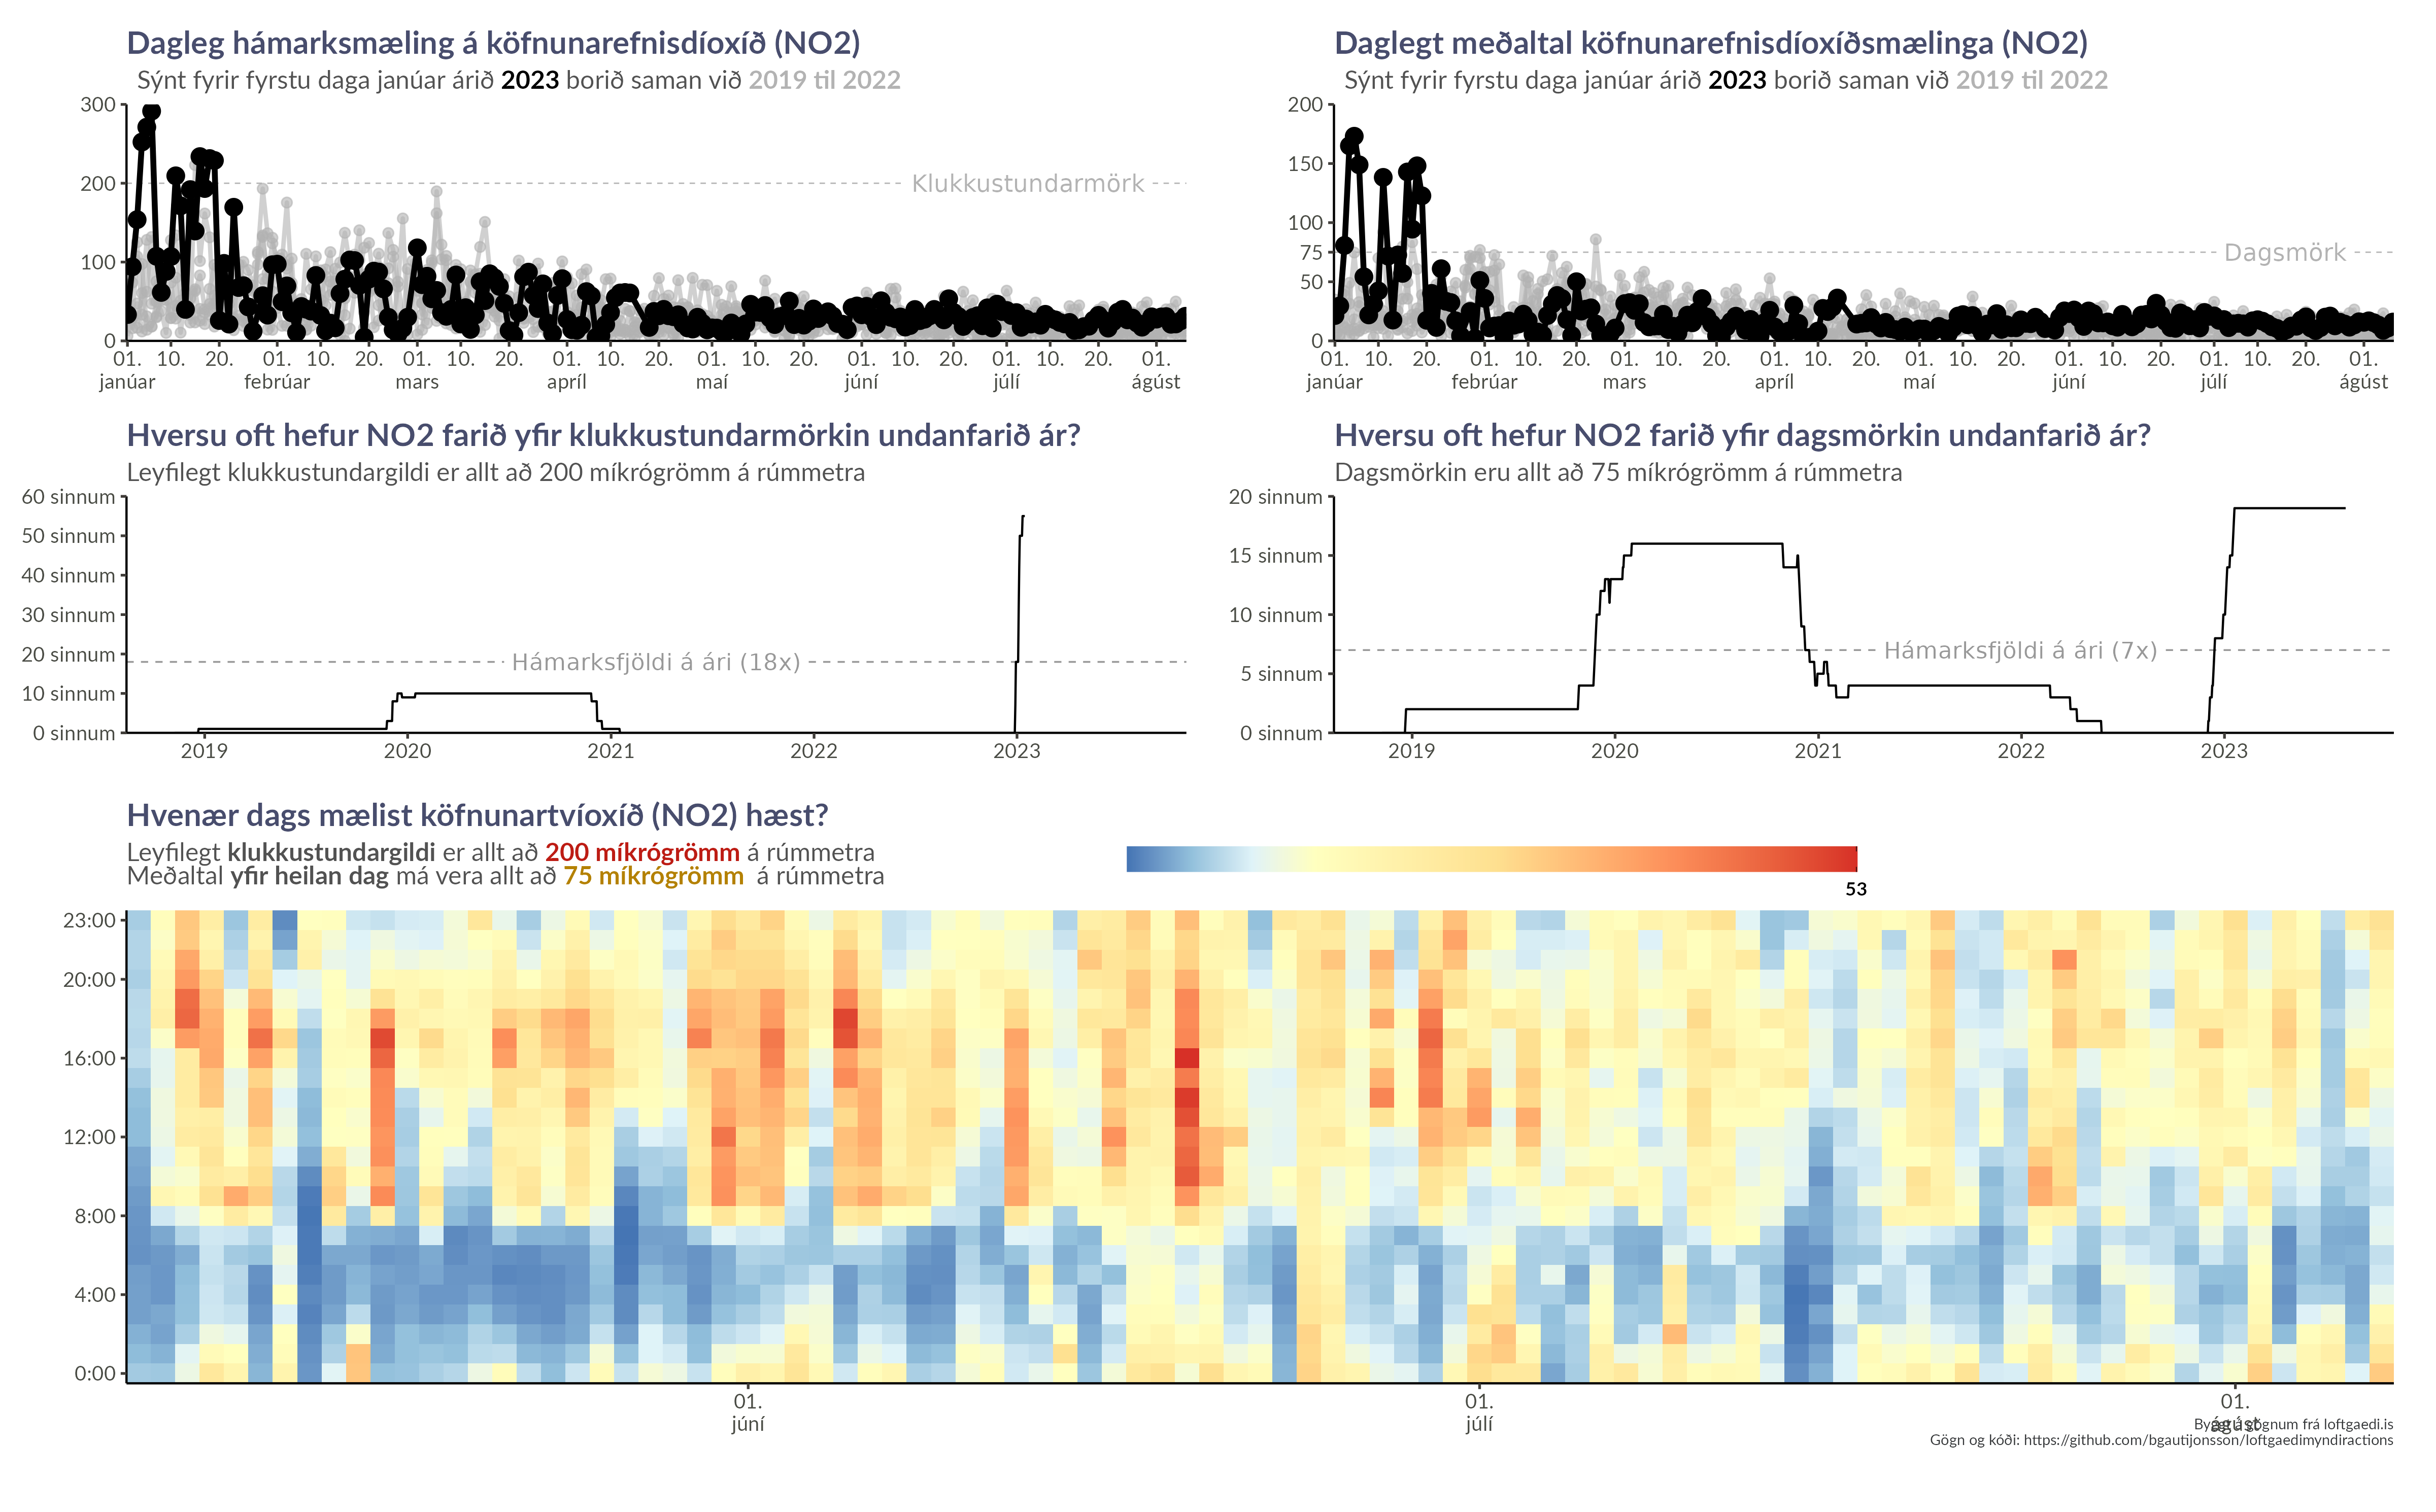 Dagleg hámarksmæling á köfnunarefnisdíoxíð (NO2)
Sýnt fyrir fyrstu daga janúar árið 2023 borið saman við 2019 til 2022
300
200
100
0
Klukkustundarmörk
01. 10. 20. 01. 10. 20. 01. 10. 20. 01. 10. 20. 01. 10. 20. 01. 10. 20. 01. 10. 20. 01.
janúar febrúar mars apríl maí júní júlí ágúst
Daglegt meðaltal köfnunarefnisdíoxíðsmælinga (NO2)
Sýnt fyrir fyrstu daga janúar árið 2023 borið saman við 2019 til 2022
200
150
100
75
50
0
Dagsmörk
01. 10. 20. 01. 10. 20. 01. 10. 20. 01. 10. 20. 01. 10. 20. 01. 10. 20. 01. 10. 20. 01.
janúar febrúar mars apríl maí júní júlí ágúst
Hversu oft hefur NO2 farið yfir klukkustundarmörkin undanfarið ár?
Leyfilegt klukkustundargildi er allt að 200 míkrógrömm á rúmmetra
60 sinnum
50 sinnum
40 sinnum
30 sinnum
20 sinnum
10 sinnum
0 sinnum
Hámarksfjöldi á ári (18x)
2019 2020 2021 2022 2023
Hversu oft hefur NO2 farið yfir dagsmörkin undanfarið ár?
Dagsmörkin eru allt að 75 míkrógrömm á rúmmetra
20 sinnum
15 sinnum
10 sinnum
5 sinnum
0 sinnum
Hámarksfjöldi á ári (7x)
2019 2020 2021 2022 2023
Hvenær dags mælist köfnunartvíoxíð (NO2) hæst?
Leyfilegt klukkustundargildi er allt að 200 míkrógrömm á rúmmetra
Meðaltal yfir heilan dag má vera allt að 75 míkrógrömm á rúmmetra
53
23:00
20:00
16:00
12:00
8:00
4:00
0:00
01. 01. 01.
júní júlí ágúst
Byggt á gögnum frá loftgaedi.is
Gögn og kóði: https://github.com/bgautijonsson/loftgaedimyndiractions